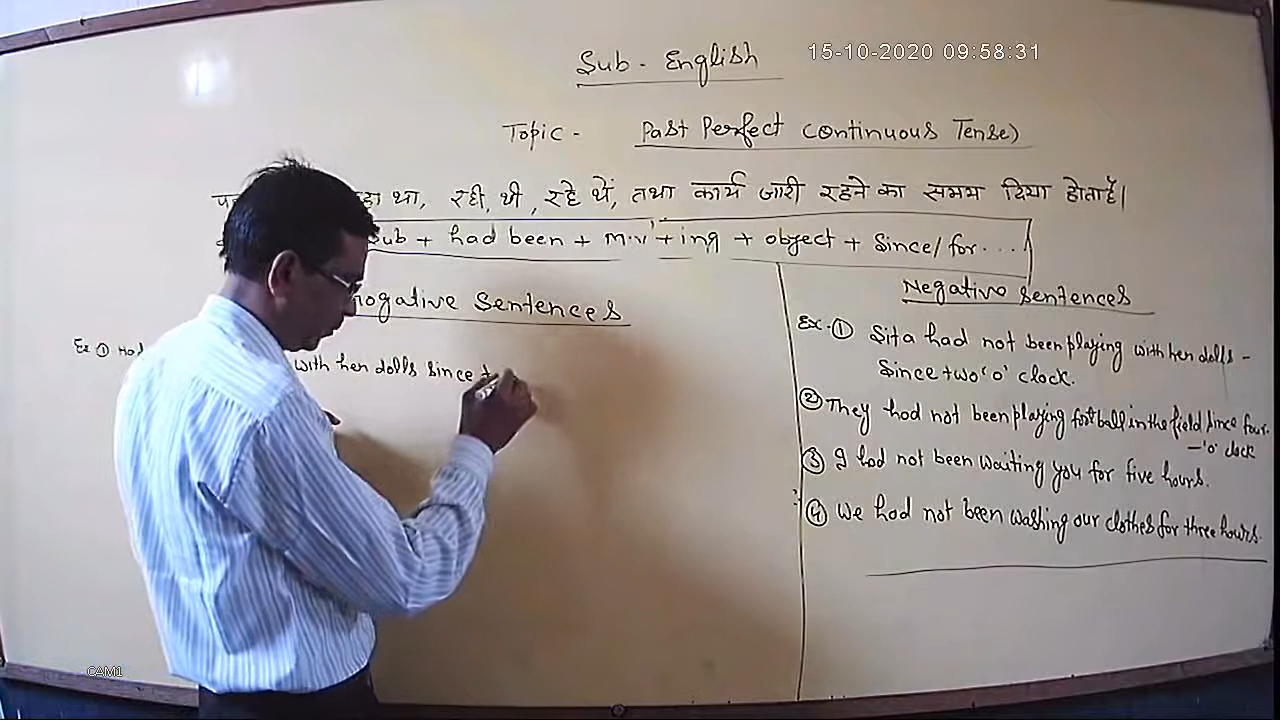 Sub - English
15-10-2020 09:58:31
Topic - Past Perfect Continuous Tense)
था, रही, थी, रहे थें, तथा कार्य जारी रहने का समय दिया होता है।
Sub + had been + m.v' + ing + object + Since/for....
Sentences
Ex ① Had with her dolls Since
Negative Sentences
Ex. ① Sita had not been playing with her dolls -
Since two 'o' clock.
② They had not been playing football in the field Since four.
- 'o' clock
③ I had not been waiting you for five hours.
④ We had not been washing our clothes for three hours.
CAM1